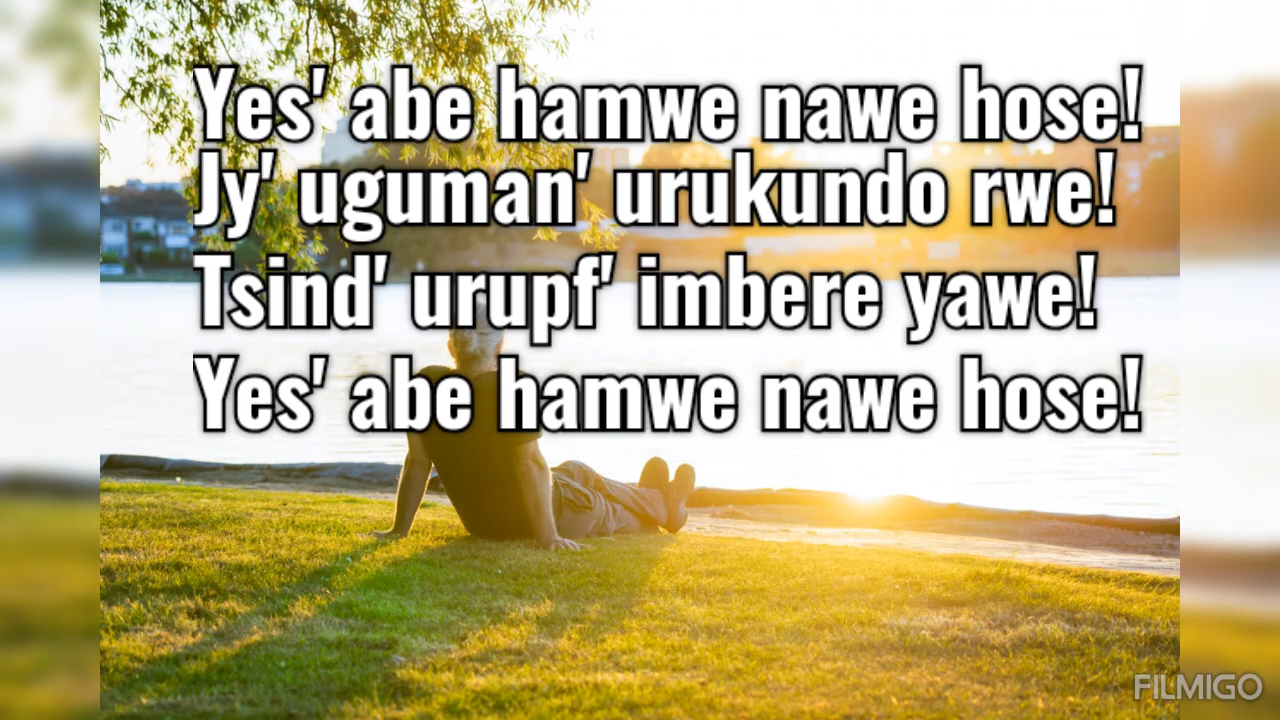 Yes' abe hamwe nawe hose!
Jy' uguman' urukundo rwe!
Tsind' urupf' imbere yawe!
Yes' abe hamwe nawe hose!
FILMIGO